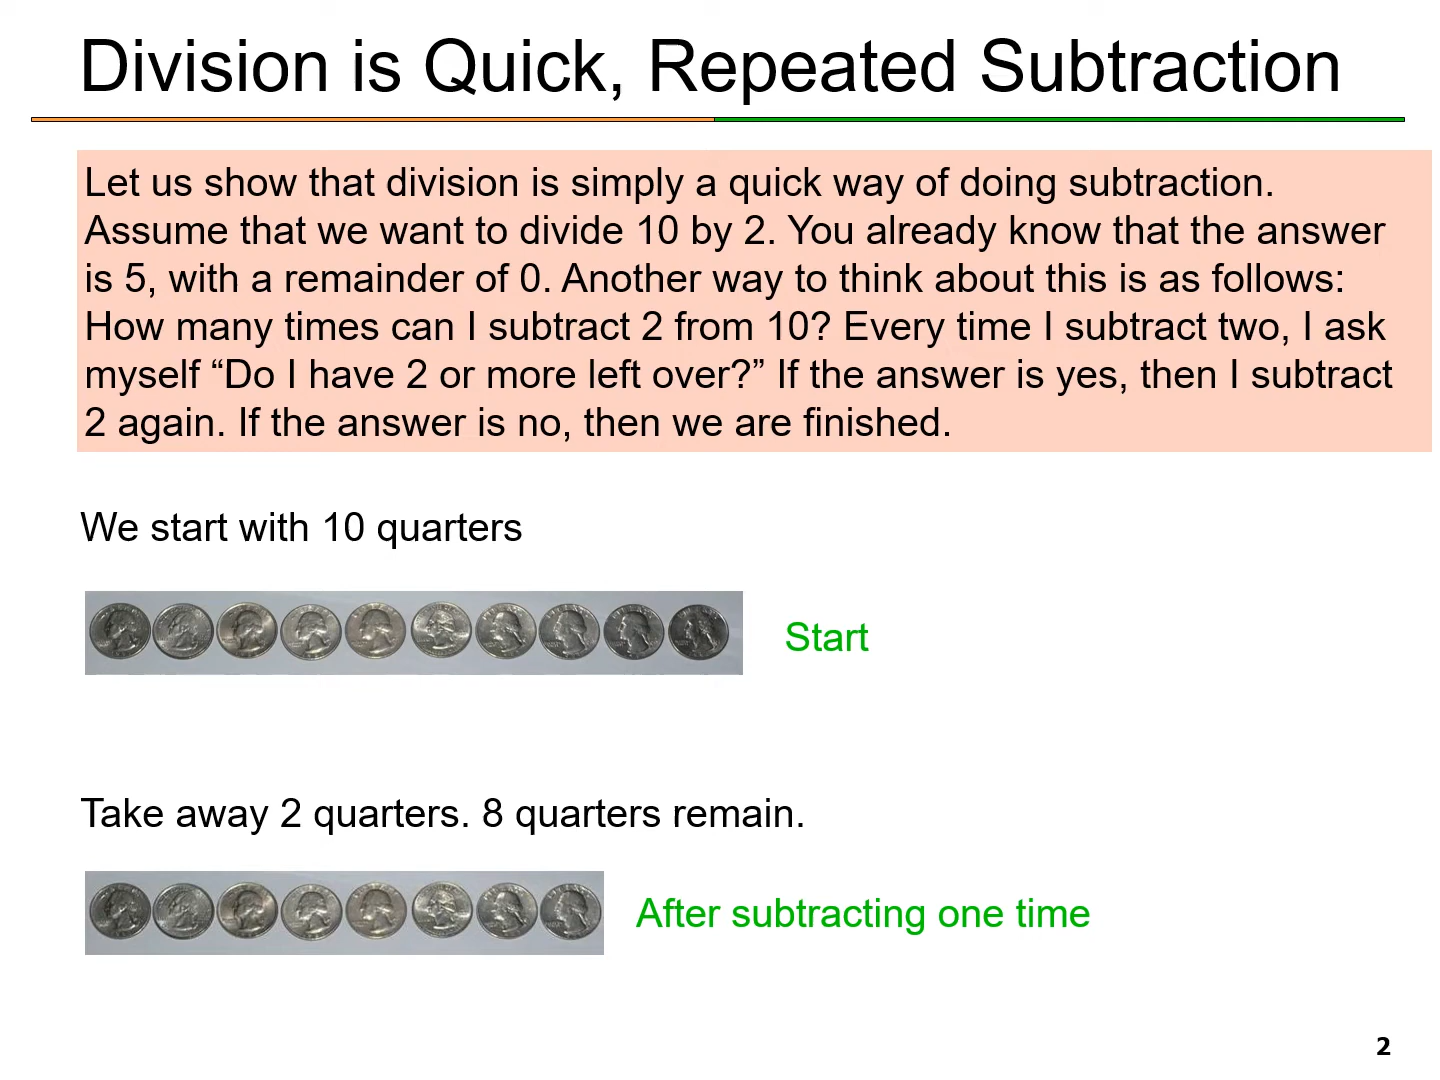 Division is Quick, Repeated Subtraction
Let us show that division is simply a quick way of doing subtraction.
Assume that we want to divide 10 by 2. You already know that the answer
is 5, with a remainder of 0. Another way to think about this is as follows:
How many times can I subtract 2 from 10? Every time I subtract two, I ask
myself “Do I have 2 or more left over?” If the answer is yes, then I subtract
2 again. If the answer is no, then we are finished.
We start with 10 quarters
Start
Take away 2 quarters. 8 quarters remain.
After subtracting one time
2